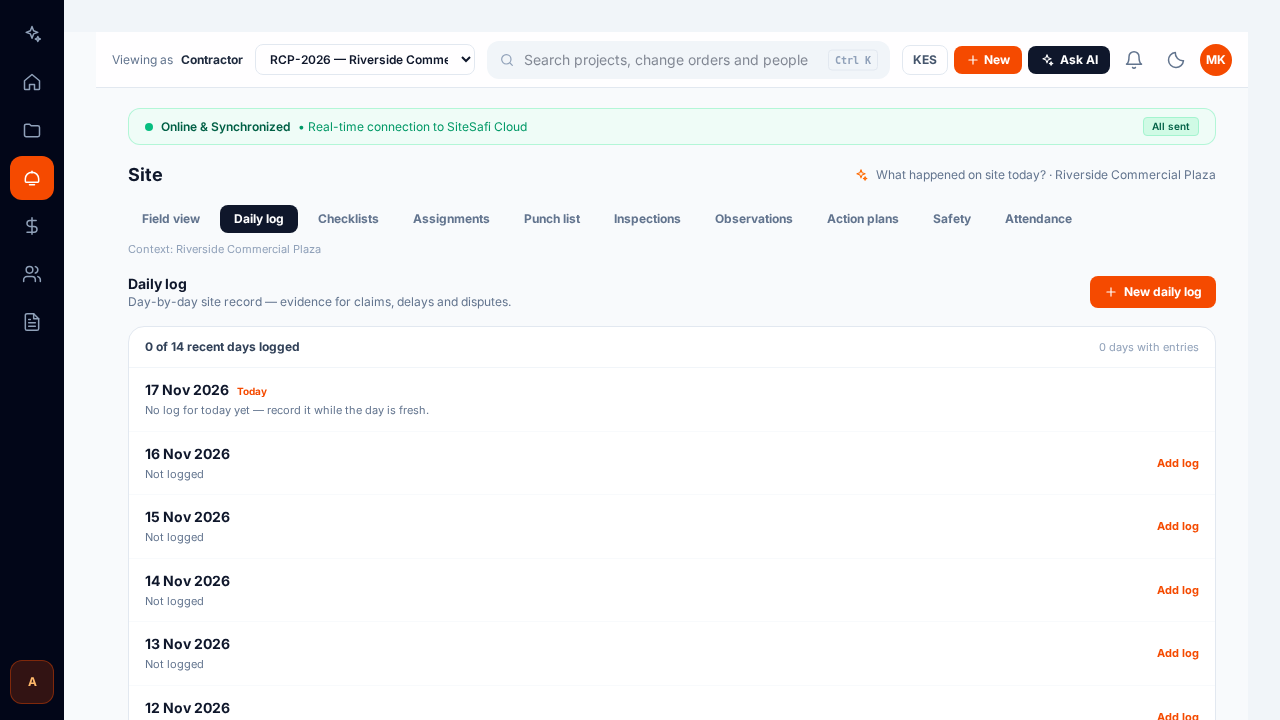 Viewing as Contractor RCP-2026 — Riverside Comme Search projects, change orders and people Ctrl K KES New Ask AI MK
Online & Synchronized • Real-time connection to SiteSafi Cloud All sent
Site What happened on site today? · Riverside Commercial Plaza
Field view Daily log Checklists Assignments Punch list Inspections Observations Action plans Safety Attendance
Context: Riverside Commercial Plaza
Daily log
Day-by-day site record — evidence for claims, delays and disputes.
New daily log
0 of 14 recent days logged 0 days with entries
17 Nov 2026 Today
No log for today yet — record it while the day is fresh.
16 Nov 2026
Not logged
Add log
15 Nov 2026
Not logged
Add log
14 Nov 2026
Not logged
Add log
13 Nov 2026
Not logged
Add log
12 Nov 2026
Add log
A